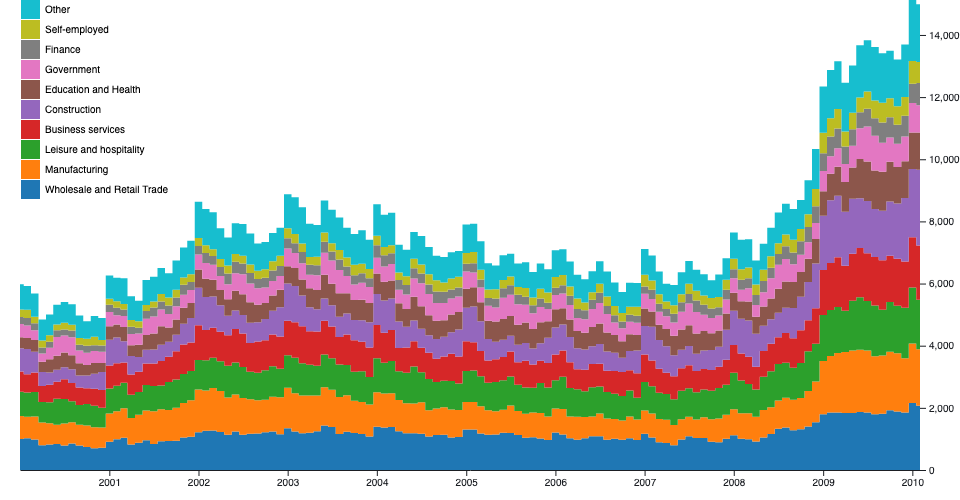 Other
Self-employed
Finance
Government
Education and Health
Construction
Business services
Leisure and hospitality
Manufacturing
Wholesale and Retail Trade
14,000
12,000
10,000
8,000
6,000
4,000
2,000
0
2001 2002 2003 2004 2005 2006 2007 2008 2009 2010